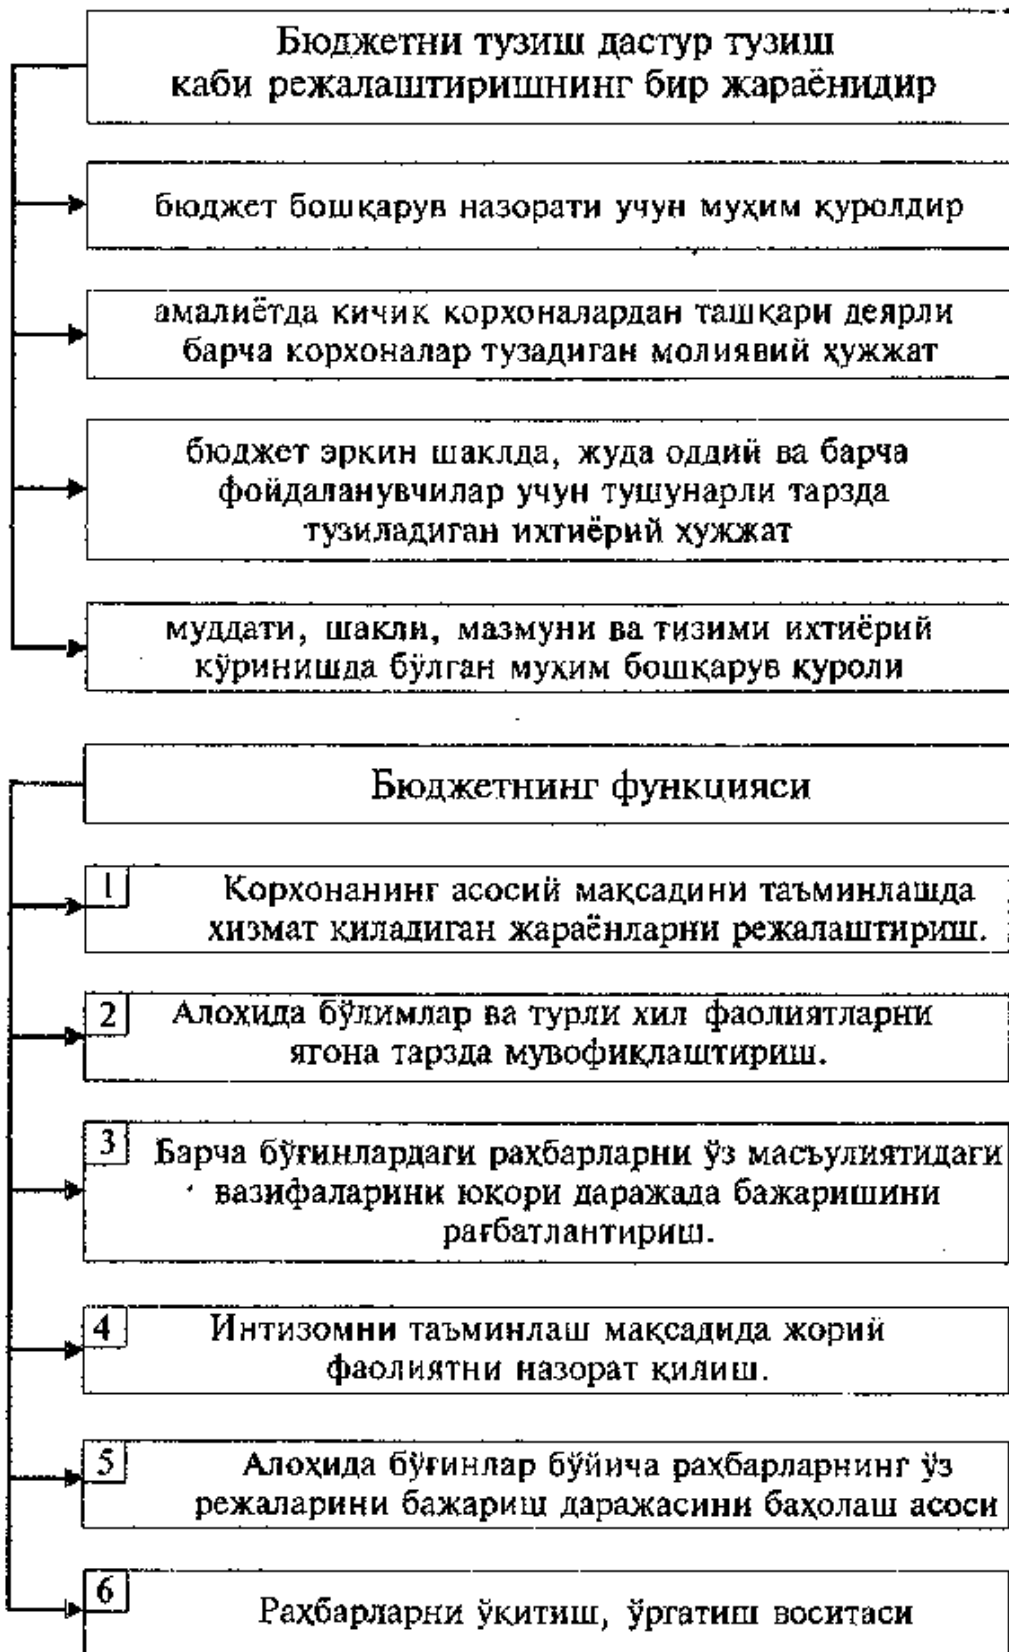 Бюджетни тузиш дастур тузиш
каби режалаштиришнинг бир жараёнидир
бюджет бошқарув назорати учун муҳим қуролдир
амалиётда кичик корхоналардан ташқари деярли
барча корхоналар тузадиган молиявий ҳужжат
бюджет эркин шаклда, жуда оддий ва барча
фойдаланувчилар учун тушунарли тарзда
тузиладиган ихтиёрий ҳужжат
муддати, шакли, мазмуни ва тизими ихтиёрий
кўринишда бўлган муҳим бошқарув қуроли
Бюджетнинг функцияси
1 Корхонанинг асосий мақсадини таъминлашда
хизмат қиладиган жараёнларни режалаштириш.
2 Алоҳида бўлимлар ва турли хил фаолиятларни
ягона тарзда мувофиқлаштириш.
3 Барча бўғинлардаги раҳбарларни ўз масъулиятидаги
вазифаларини юқори даражада бажаришини
рағбатлантириш.
4 Интизомни таъминлаш мақсадида жорий
фаолиятни назорат қилиш.
5 Алоҳида бўғинлар бўйича раҳбарларнинг ўз
режаларини бажариш даражасини баҳолаш асоси
6 Раҳбарларни ўқитиш, ўргатиш воситаси